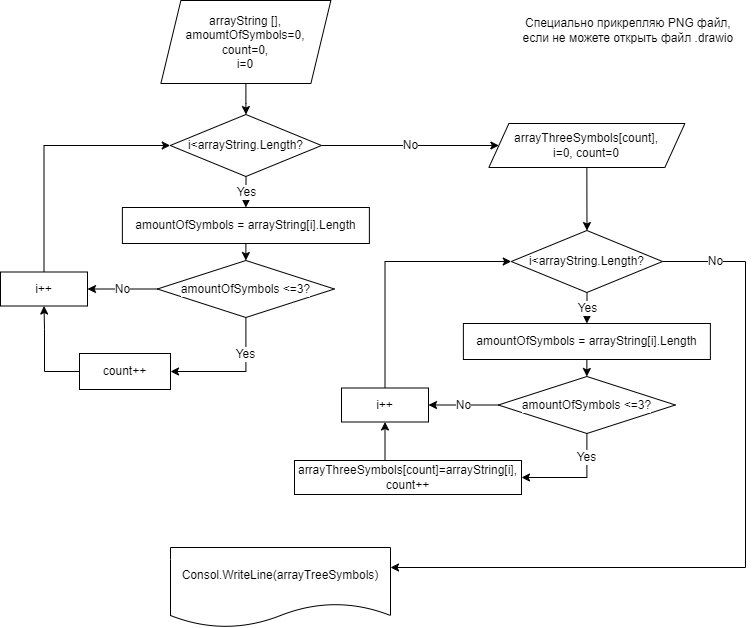 arrayString [],
amoumtOfSymbols=0,
count=0,
i=0
Специально прикрепляю PNG файл,
если не можете открыть файл .drawio
i<arrayString.Length?
No
arrayThreeSymbols[count],
i=0, count=0
Yes
amountOfSymbols = arrayString[i].Length
i++
No
amountOfSymbols <=3?
Yes
count++
i<arrayString.Length?
No
Yes
amountOfSymbols = arrayString[i].Length
i++
No
amountOfSymbols <=3?
Yes
arrayThreeSymbols[count]=arrayString[i],
count++
Consol.WriteLine(arrayTreeSymbols)